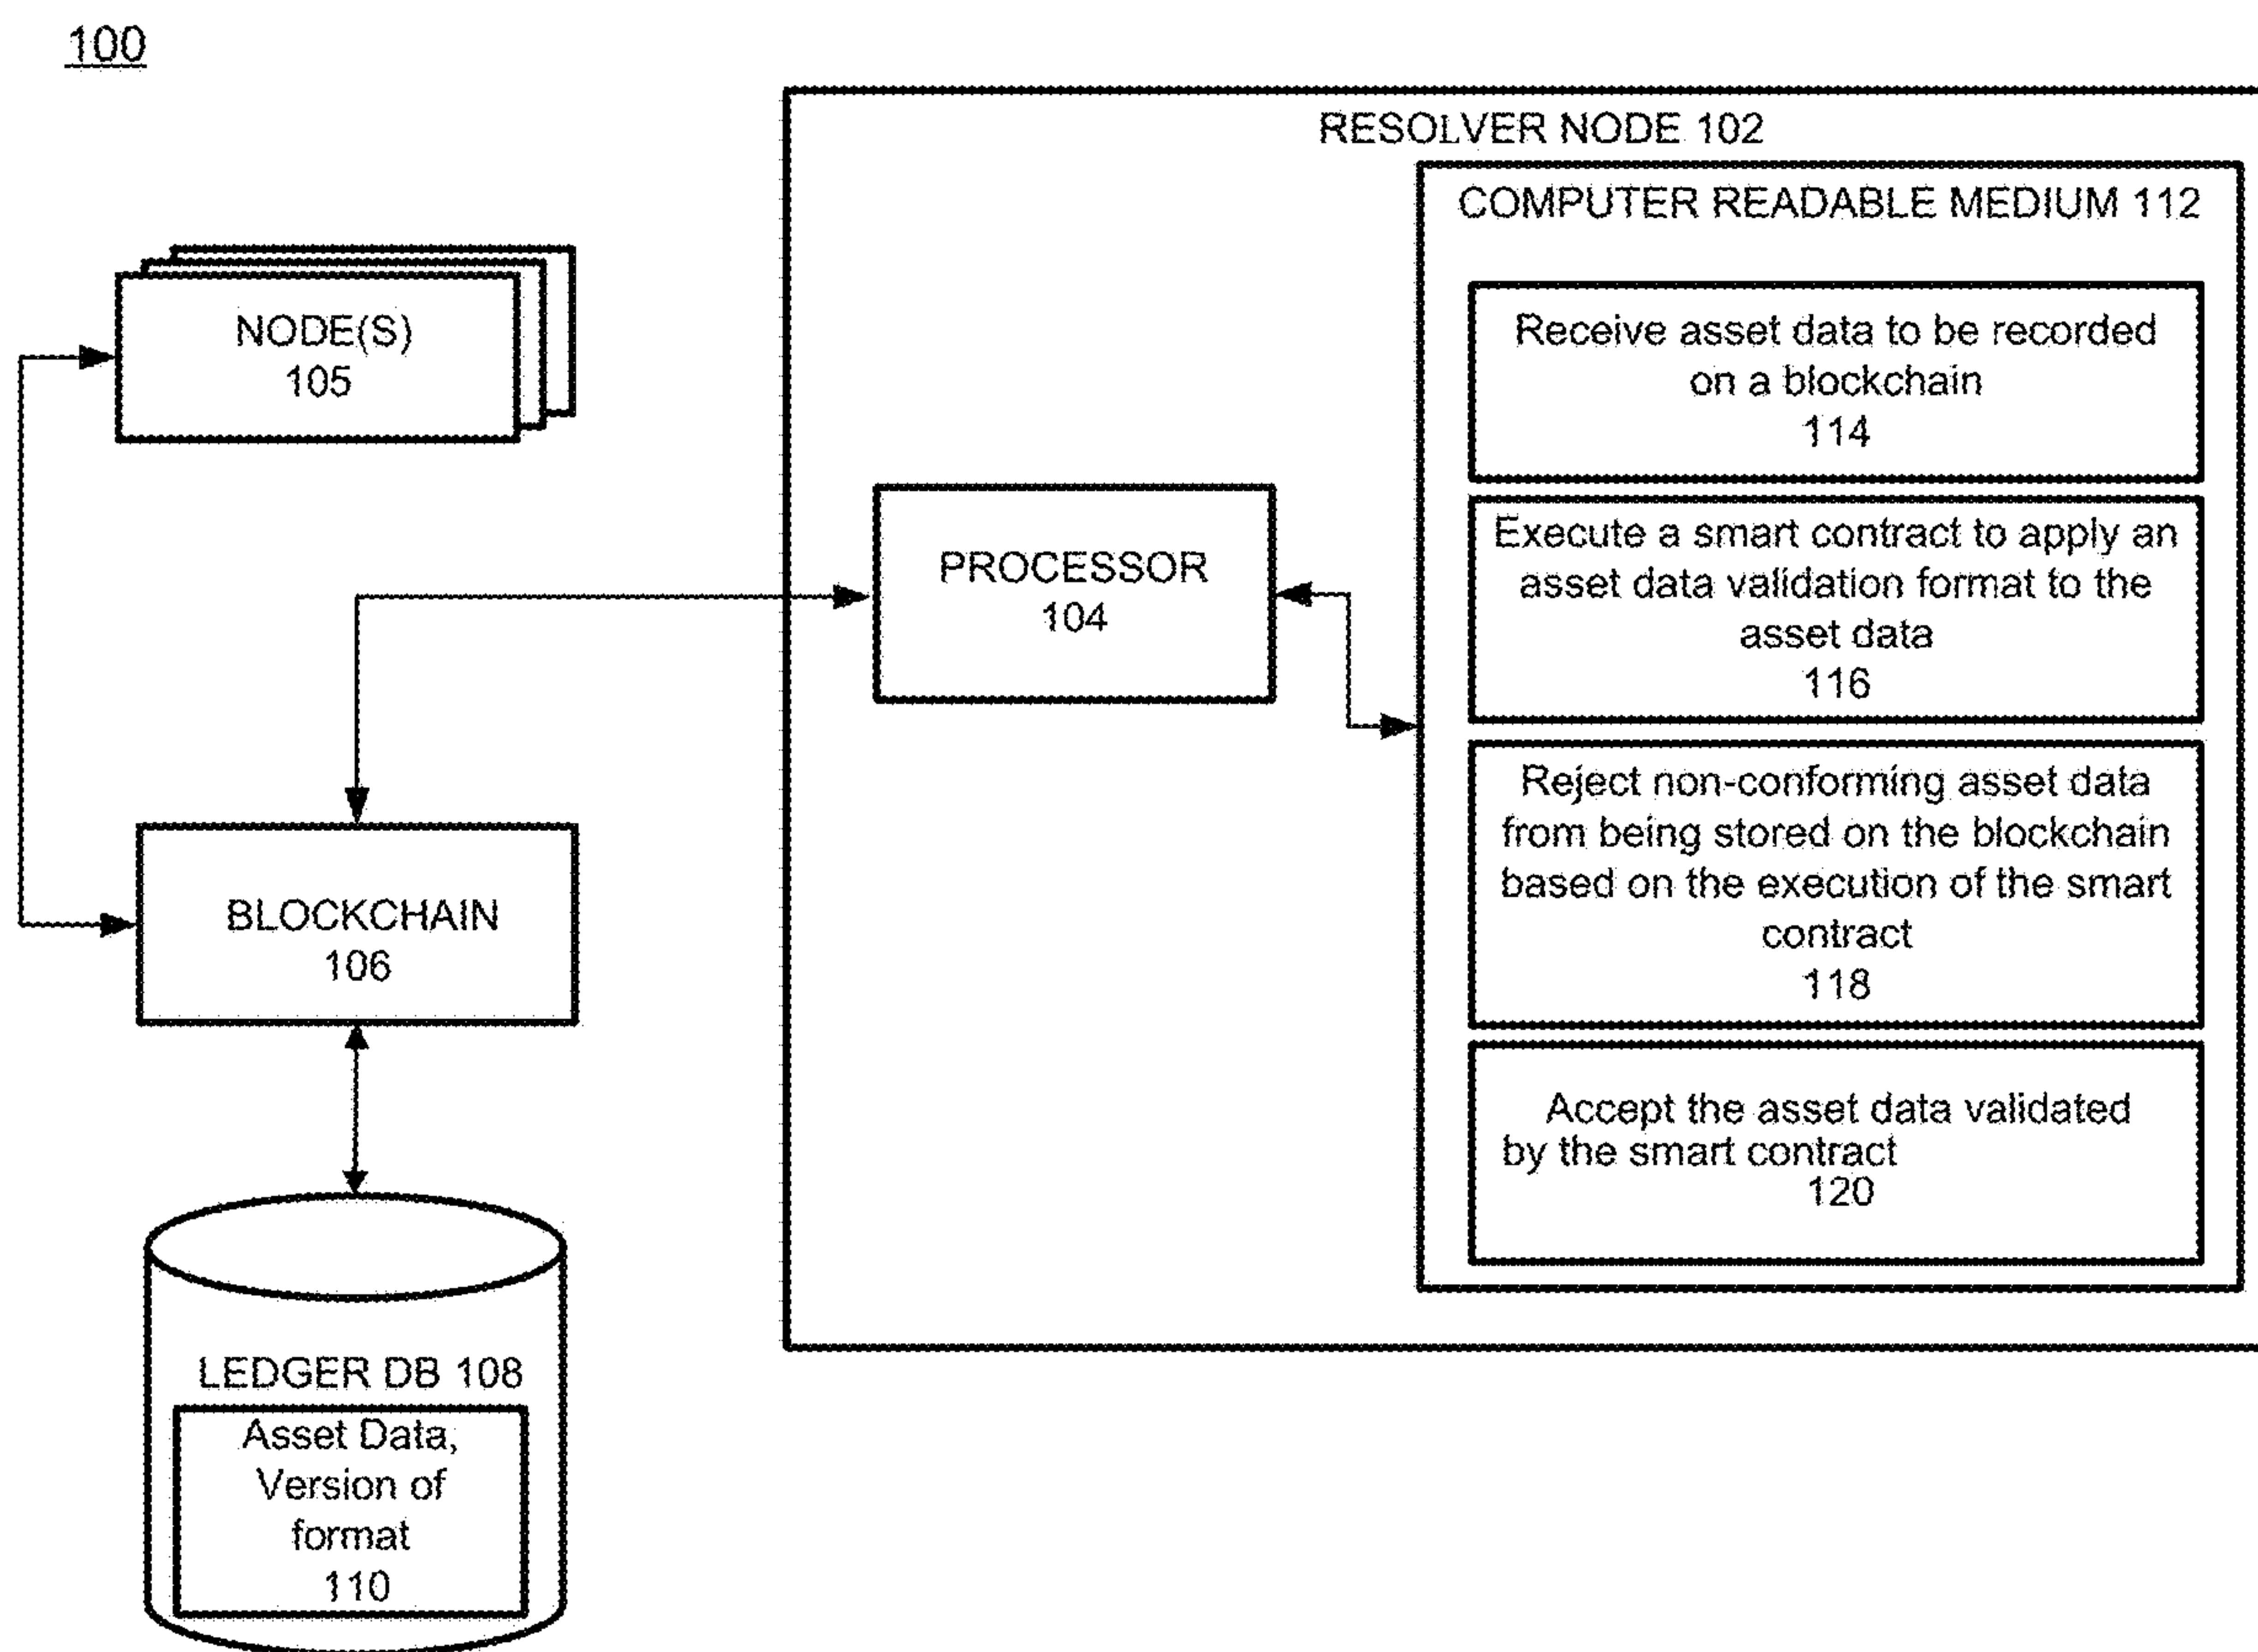 100
RESOLVER NODE 102
COMPUTER READABLE MEDIUM 112
NODE(S)
105
Receive asset data to be recorded
on a blockchain
114
PROCESSOR
104
Execute a smart contract to apply an
asset data validation format to the
asset data
116
Reject non-conforming asset data
from being stored on the blockchain
based on the execution of the smart
contract
118
BLOCKCHAIN
106
Accept the asset data validated
by the smart contract
120
LEDGER DB 108
Asset Data,
Version of
format
110